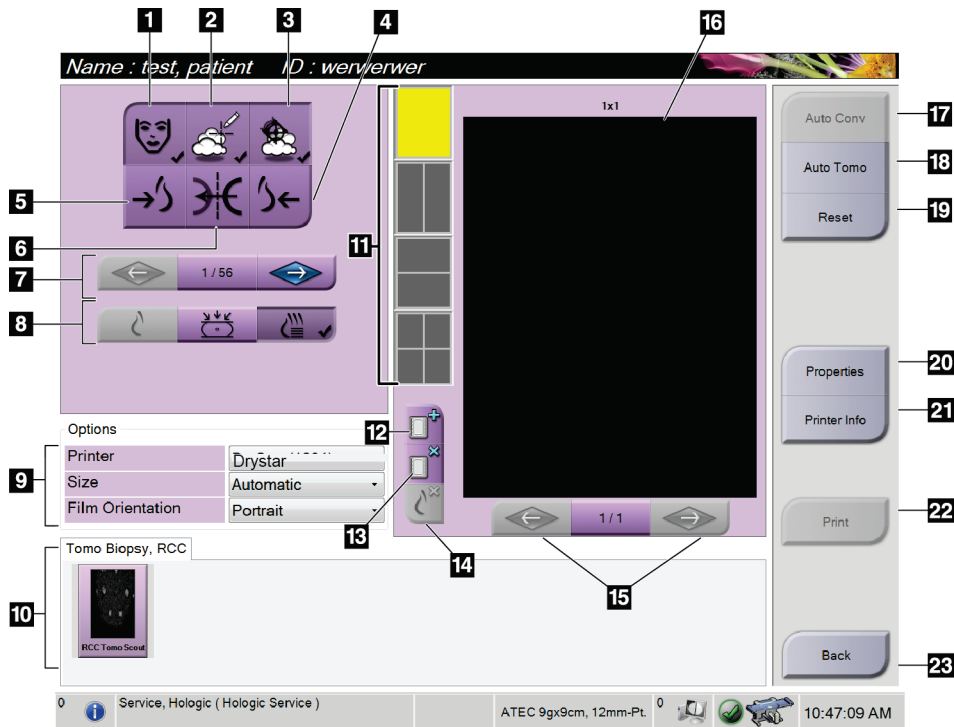 1 2 3 4 16
Name : test, patient ID : werwerwer
1x1
Auto Conv 17
Auto Tomo 18
Reset 19
5
6
11
7 1 / 56
8
Properties 20
Printer Info 21
Options
9 Printer Drystar
Size Automatic
Film Orientation Portrait
12
13
14
1 / 1
15
Print 22
Tomo Biopsy, RCC
10
RCC Tomo Scout
Back 23
0 Service, Hologic ( Hologic Service ) ATEC 9gx9cm, 12mm-Pt. 0 10:47:09 AM